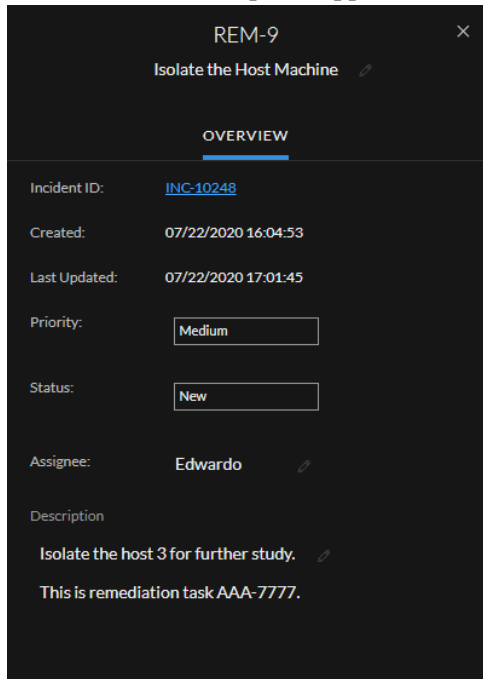 REM-9
Isolate the Host Machine
OVERVIEW
Incident ID: INC-10248
Created: 07/22/2020 16:04:53
Last Updated: 07/22/2020 17:01:45
Priority: Medium
Status: New
Assignee: Edwardo
Description
Isolate the host 3 for further study.
This is remediation task AAA-7777.